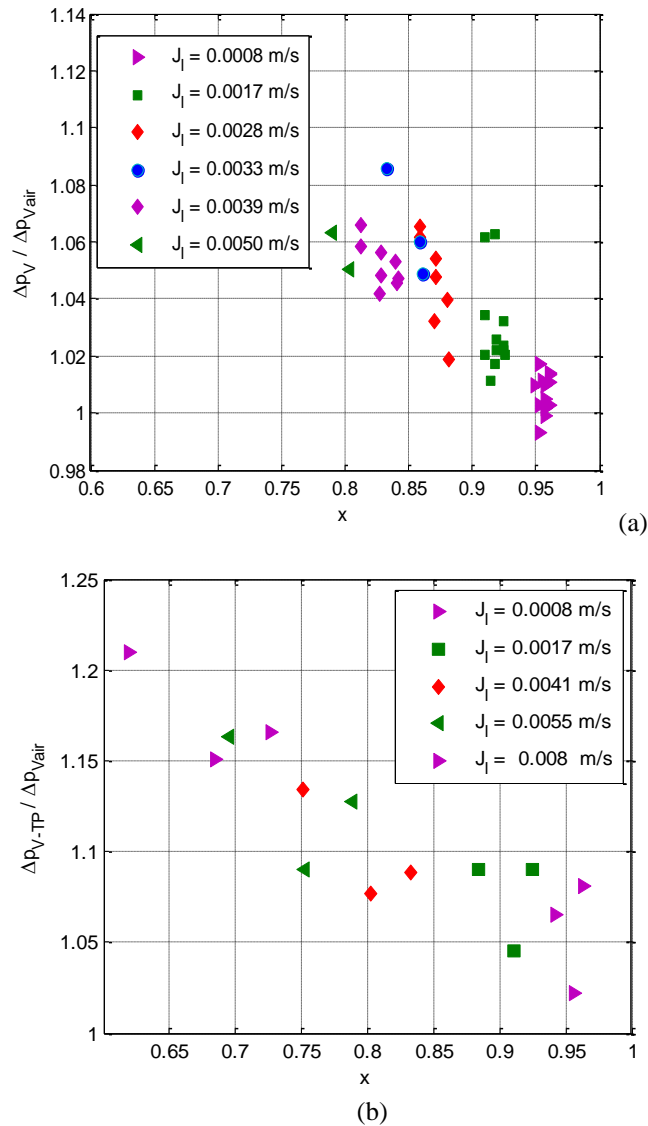 1.14
1.12
1.1
1.08
1.06
1.04
1.02
1
0.98
Δp_V / Δp_Vair
J_l = 0.0008 m/s
J_l = 0.0017 m/s
J_l = 0.0028 m/s
J_l = 0.0033 m/s
J_l = 0.0039 m/s
J_l = 0.0050 m/s
0.6 0.65 0.7 0.75 0.8 0.85 0.9 0.95 1
x
(a)
1.25
1.2
1.15
1.1
1.05
1
Δp_V-TP / Δp_Vair
J_l = 0.0008 m/s
J_l = 0.0017 m/s
J_l = 0.0041 m/s
J_l = 0.0055 m/s
J_l = 0.008 m/s
0.65 0.7 0.75 0.8 0.85 0.9 0.95 1
x
(b)